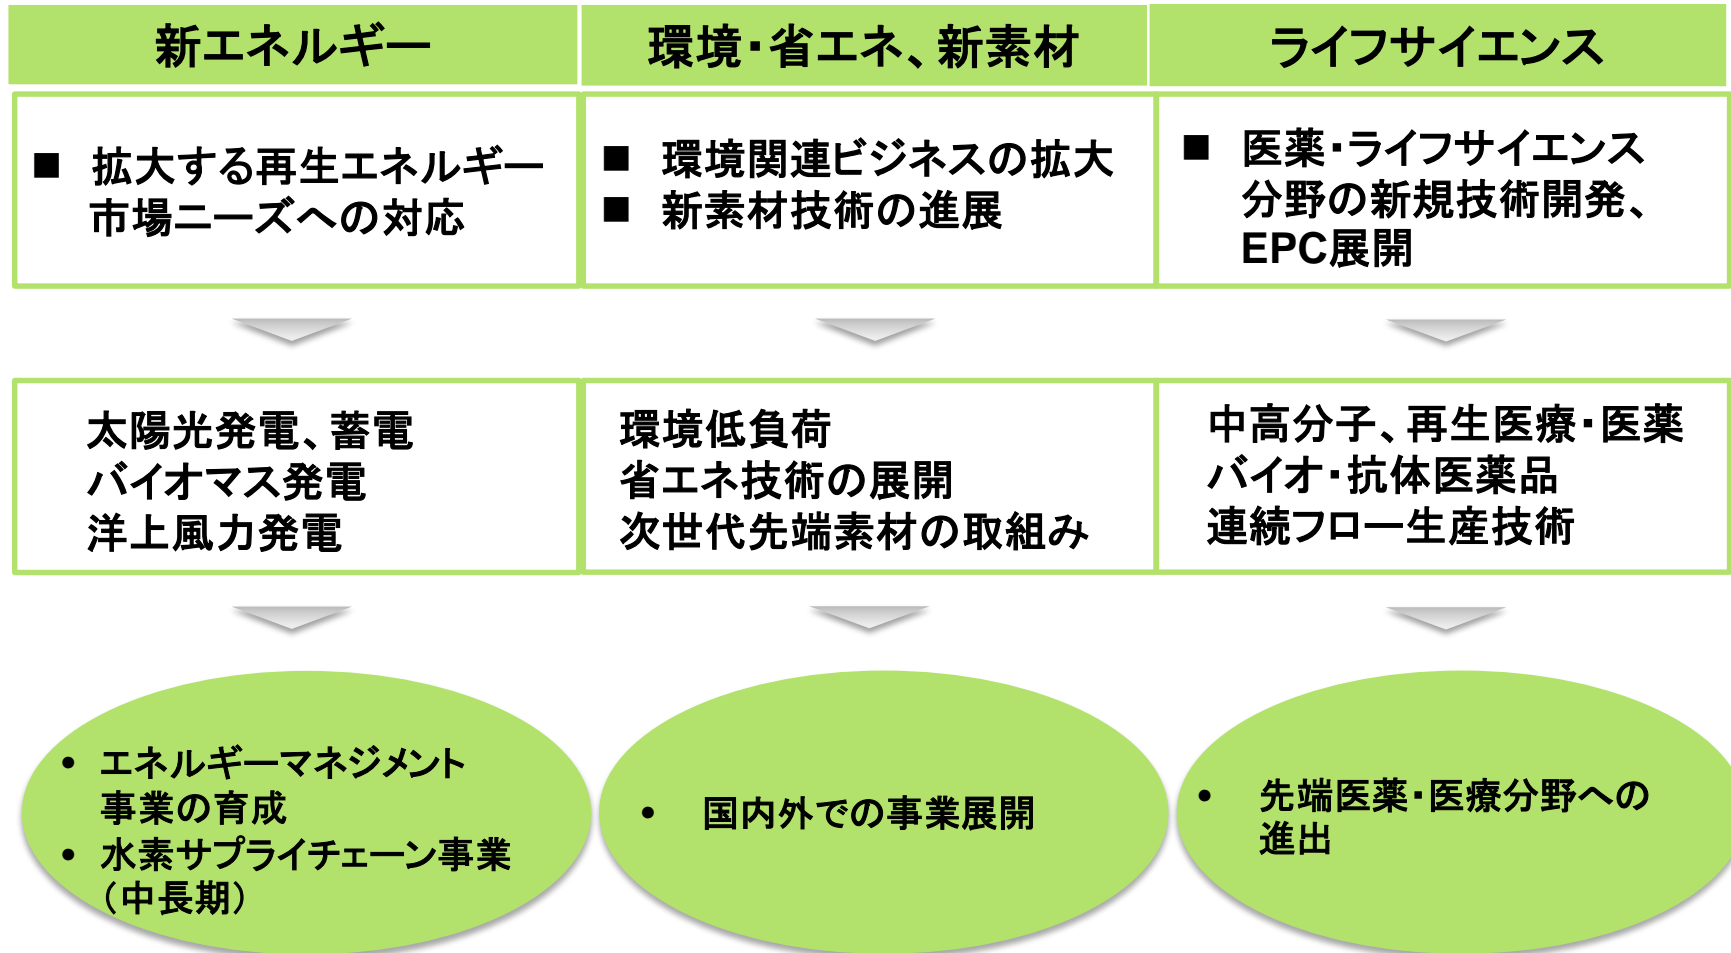 新エネルギー
環境・省エネ、新素材
ライフサイエンス
■ 拡大する再生エネルギー
市場ニーズへの対応
■ 環境関連ビジネスの拡大
■ 新素材技術の進展
■ 医薬・ライフサイエンス
分野の新規技術開発、
EPC展開
太陽光発電、蓄電
バイオマス発電
洋上風力発電
環境低負荷
省エネ技術の展開
次世代先端素材の取組み
中高分子、再生医療・医薬
バイオ・抗体医薬品
連続フロー生産技術
• エネルギーマネジメント
事業の育成
• 水素サプライチェーン事業
（中長期）
• 国内外での事業展開
• 先端医薬・医療分野への
進出